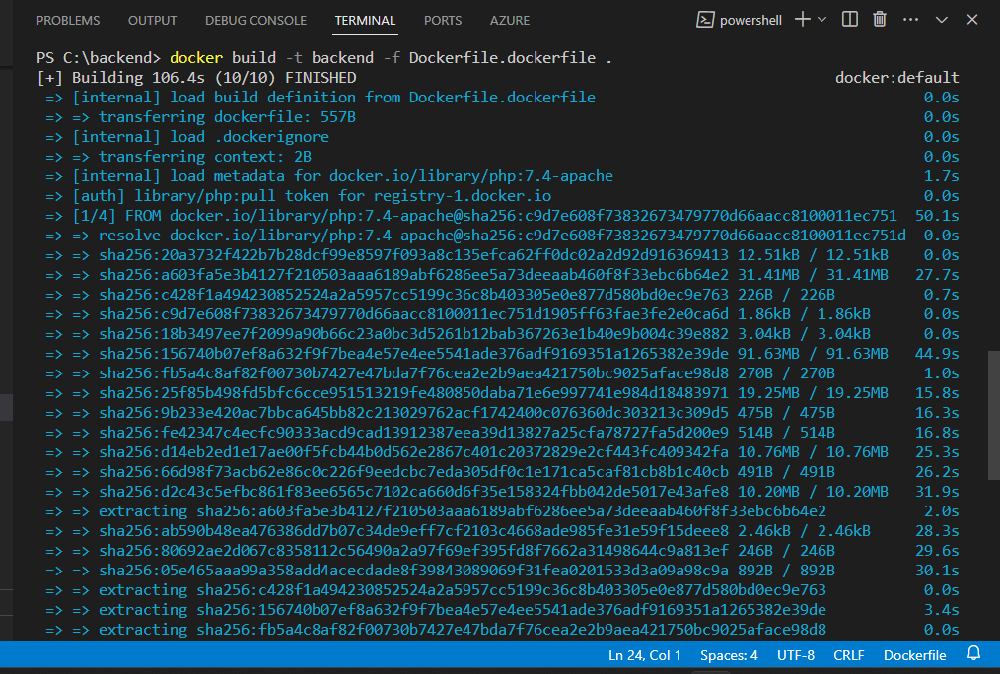 PROBLEMS OUTPUT DEBUG CONSOLE TERMINAL PORTS AZURE powershell
PS C:\backend> docker build -t backend -f Dockerfile.dockerfile .
[+] Building 106.4s (10/10) FINISHED docker:default
=> [internal] load build definition from Dockerfile.dockerfile 0.0s
=> => transferring dockerfile: 557B 0.0s
=> [internal] load .dockerignore 0.0s
=> => transferring context: 2B 0.0s
=> [internal] load metadata for docker.io/library/php:7.4-apache 1.7s
=> [auth] library/php:pull token for registry-1.docker.io 0.0s
=> [1/4] FROM docker.io/library/php:7.4-apache@sha256:c9d7e608f73832673479770d66aacc8100011ec751 50.1s
=> => resolve docker.io/library/php:7.4-apache@sha256:c9d7e608f73832673479770d66aacc8100011ec751d 0.0s
=> => sha256:20a3732f422b7b28dcf99e8597f093a8c135efca62ff0dc02a2d92d916369413 12.51kB / 12.51kB 0.0s
=> => sha256:a603fa5e3b4127f210503aaa6189abf6286ee5a73deeaab460f8f33ebc6b64e2 31.41MB / 31.41MB 27.7s
=> => sha256:c428f1a494230852524a2a5957cc5199c36c8b403305e0e877d580bd0ec9e763 226B / 226B 0.7s
=> => sha256:c9d7e608f73832673479770d66aacc8100011ec751d1905ff63fae3fe2e0ca6d 1.86kB / 1.86kB 0.0s
=> => sha256:18b3497ee7f2099a90b66c23a0bc3d5261b12bab367263e1b40e9b004c39e882 3.04kB / 3.04kB 0.0s
=> => sha256:156740b07ef8a632f9f7bea4e57e4ee5541ade376adf9169351a1265382e39de 91.63MB / 91.63MB 44.9s
=> => sha256:fb5a4c8af82f00730b7427e47bda7f76cea2e2b9aea421750bc9025aface98d8 270B / 270B 1.0s
=> => sha256:25f85b498fd5bfc6cce951513219fe480850daba71e6e997741e984d18483971 19.25MB / 19.25MB 15.8s
=> => sha256:9b233e420ac7bbca645bb82c213029762acf1742400c076360dc303213c309d5 475B / 475B 16.3s
=> => sha256:fe42347c4ecfc90333acd9cad13912387eea39d13827a25cfa78727fa5d200e9 514B / 514B 16.8s
=> => sha256:d14eb2ed1e17ae00f5fcb44b0d562e2867c401c20372829e2cf443fc409342fa 10.76MB / 10.76MB 25.3s
=> => sha256:66d98f73acb62e86c0c226f9eedcbc7eda305df0c1e171ca5caf81cb8b1c40cb 491B / 491B 26.2s
=> => sha256:d2c43c5efbc861f83ee6565c7102ca660d6f35e158324fbb042de5017e43afe8 10.20MB / 10.20MB 31.9s
=> => extracting sha256:a603fa5e3b4127f210503aaa6189abf6286ee5a73deeaab460f8f33ebc6b64e2 2.0s
=> => sha256:ab590b48ea476386dd7b07c34de9eff7cf2103c4668ade985fe31e59f15deee8 2.46kB / 2.46kB 28.3s
=> => sha256:80692ae2d067c8358112c56490a2a97f69ef395fd8f7662a31498644c9a813ef 246B / 246B 29.6s
=> => sha256:05e465aaa99a358add4acecdade8f39843089069f31fea0201533d3a09a98c9a 892B / 892B 30.1s
=> => extracting sha256:c428f1a494230852524a2a5957cc5199c36c8b403305e0e877d580bd0ec9e763 0.0s
=> => extracting sha256:156740b07ef8a632f9f7bea4e57e4ee5541ade376adf9169351a1265382e39de 3.4s
=> => extracting sha256:fb5a4c8af82f00730b7427e47bda7f76cea2e2b9aea421750bc9025aface98d8 0.0s
Ln 24, Col 1 Spaces: 4 UTF-8 CRLF Dockerfile